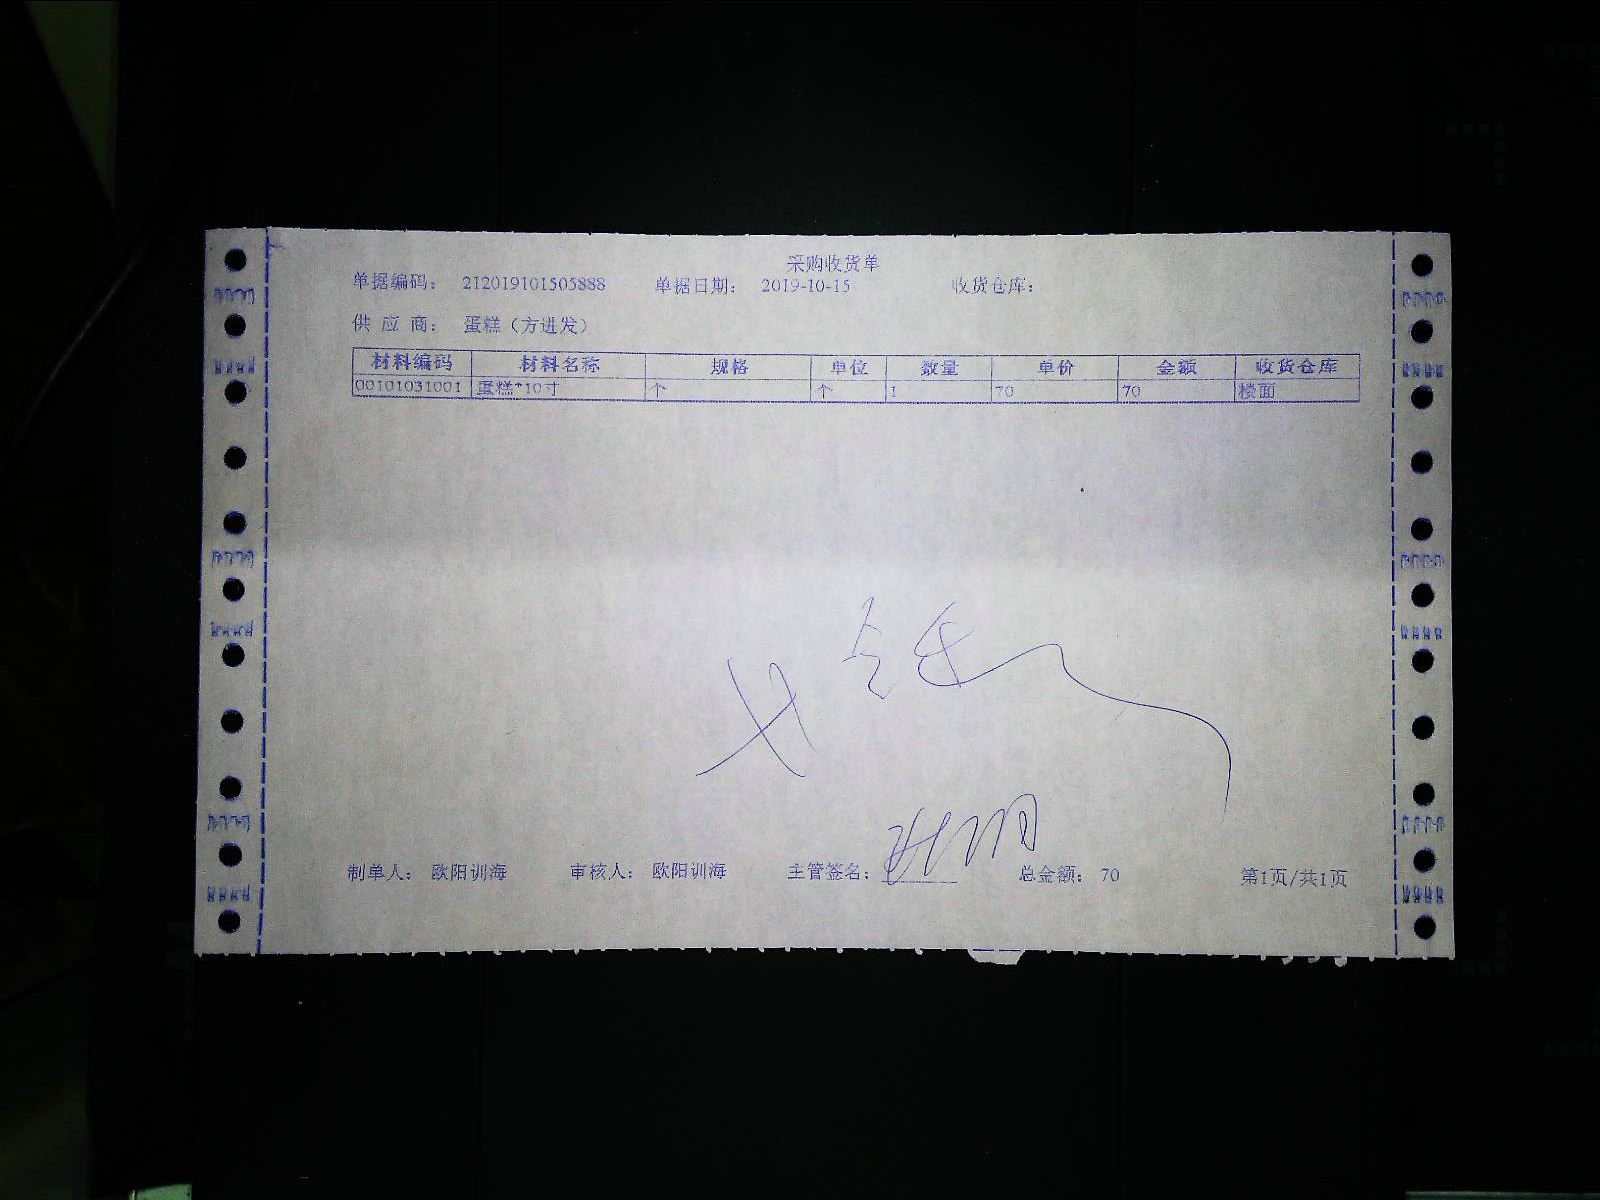 采购收货单
单据编码: 212019101505888 单据日期: 2019-10-15 收货仓库:
供 应 商: 蛋糕(方进发)
材料编码 材料名称 规格 单位 数量 单价 金额 收货仓库
00101031001 蛋糕*10寸 个 个 1 70 70 楼面
制单人: 欧阳训海 审核人: 欧阳训海 主管签名: 总金额: 70 第1页/共1页